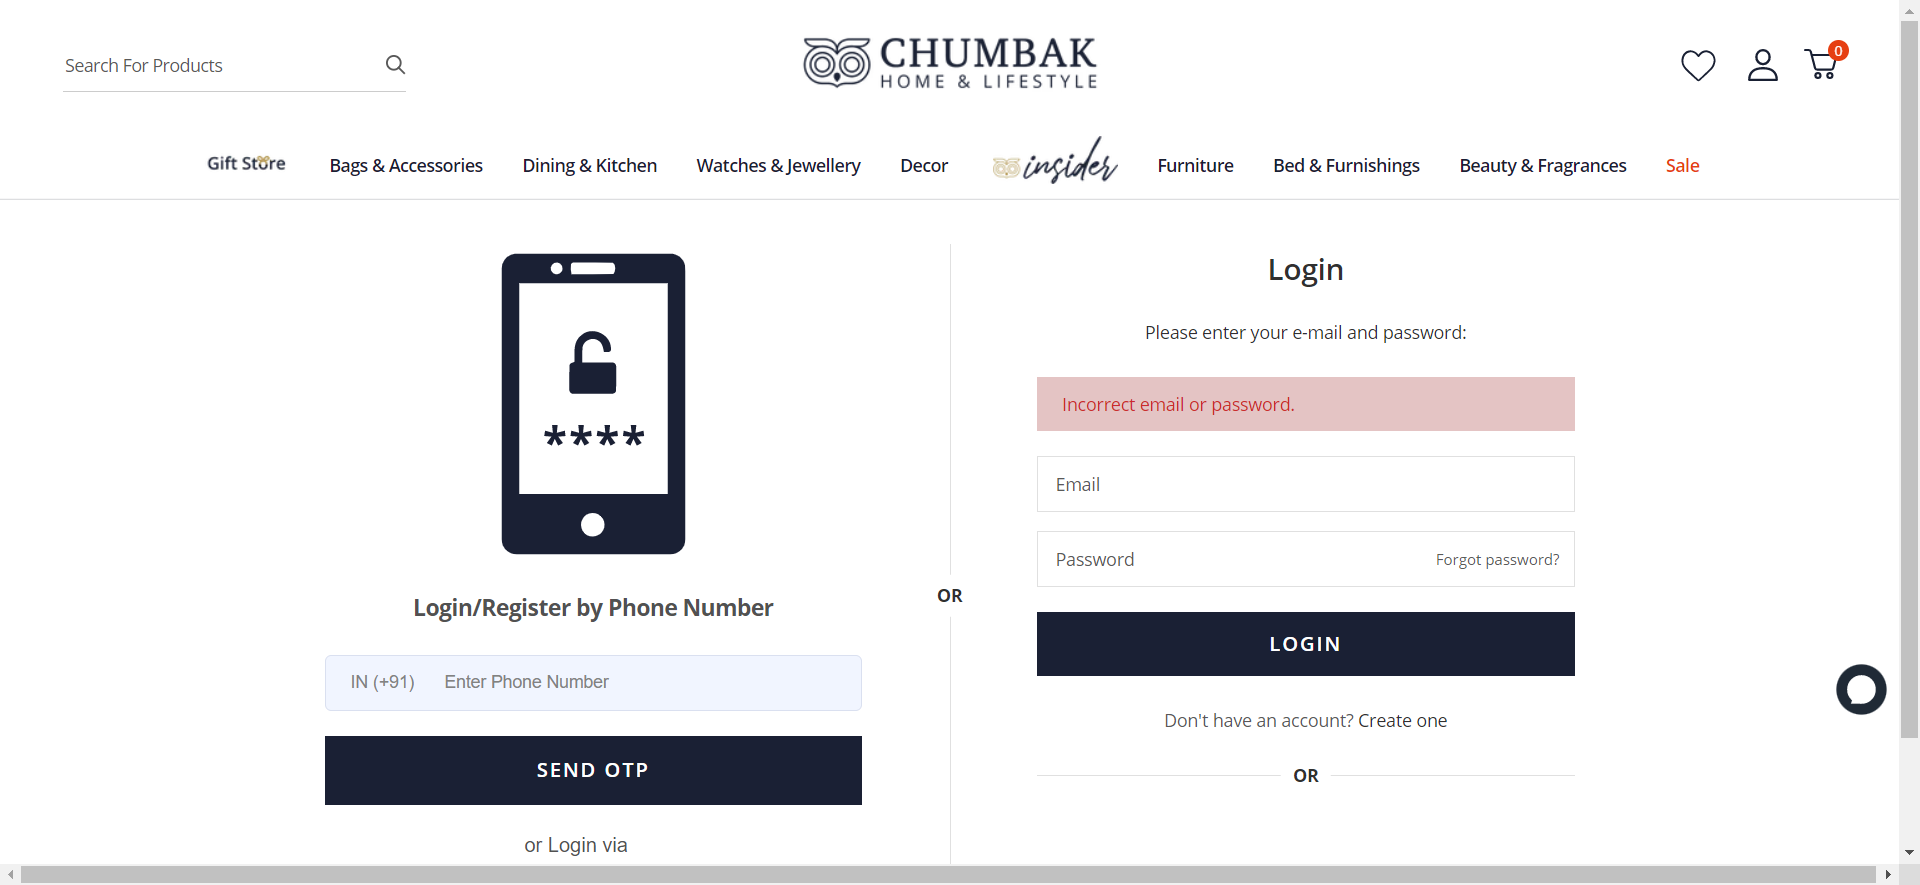 Search For Products
CHUMBAK
HOME & LIFESTYLE
0
Gift Store
Bags & Accessories
Dining & Kitchen
Watches & Jewellery
Decor
insider
Furniture
Bed & Furnishings
Beauty & Fragrances
Sale
****
Login/Register by Phone Number
IN (+91) Enter Phone Number
SEND OTP
or Login via
OR
Login
Please enter your e-mail and password:
Incorrect email or password.
Email
Password Forgot password?
LOGIN
Don't have an account? Create one
OR